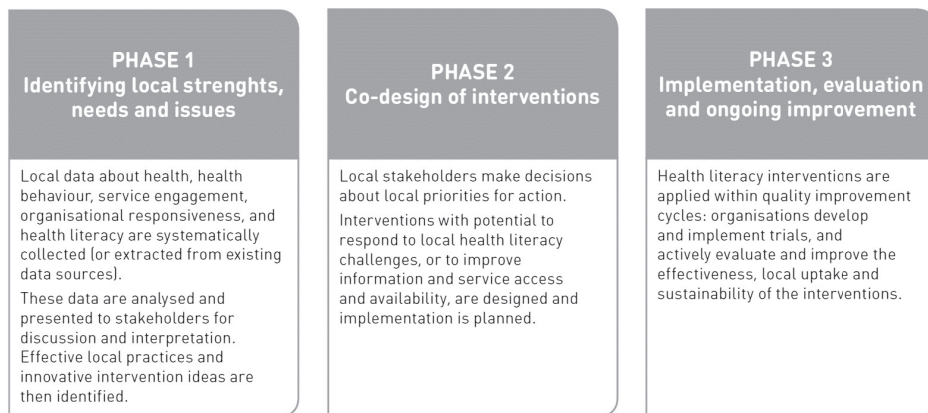 PHASE 1
Identifying local strenghts,
needs and issues
Local data about health, health
behaviour, service engagement,
organisational responsiveness, and
health literacy are systematically
collected (or extracted from existing
data sources).
These data are analysed and
presented to stakeholders for
discussion and interpretation.
Effective local practices and
innovative intervention ideas are
then identified.
PHASE 2
Co-design of interventions
Local stakeholders make decisions
about local priorities for action.
Interventions with potential to
respond to local health literacy
challenges, or to improve
information and service access
and availability, are designed and
implementation is planned.
PHASE 3
Implementation, evaluation
and ongoing improvement
Health literacy interventions are
applied within quality improvement
cycles: organisations develop
and implement trials, and
actively evaluate and improve the
effectiveness, local uptake and
sustainability of the interventions.